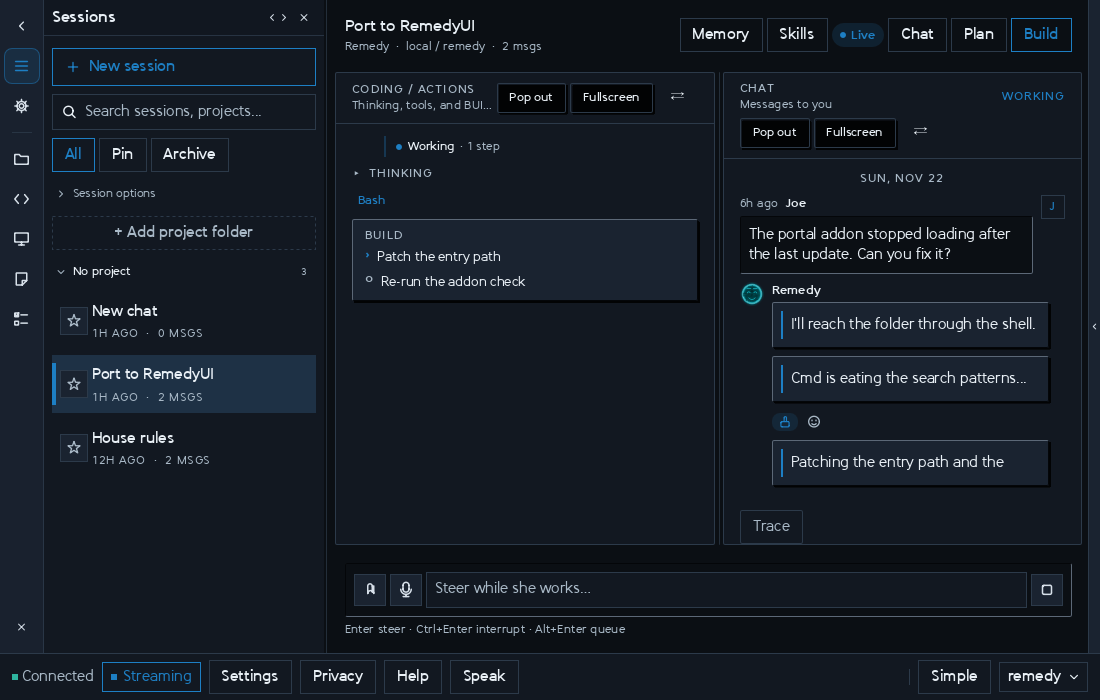 Sessions
New session
Search sessions, projects...
All
Pin
Archive
Session options
+ Add project folder
No project
3
New chat
1H AGO · 0 MSGS
Port to RemedyUI
1H AGO · 2 MSGS
House rules
12H AGO · 2 MSGS
Port to RemedyUI
Remedy · local / remedy · 2 msgs
Memory
Skills
Live
Chat
Plan
Build
CODING / ACTIONS
Thinking, tools, and BUI...
Pop out
Fullscreen
Working · 1 step
THINKING
Bash
BUILD
Patch the entry path
Re-run the addon check
CHAT
Messages to you
WORKING
Pop out
Fullscreen
SUN, NOV 22
6h ago Joe
J
The portal addon stopped loading after
the last update. Can you fix it?
Remedy
I'll reach the folder through the shell.
Cmd is eating the search patterns...
Patching the entry path and the
Trace
Steer while she works...
Enter steer · Ctrl+Enter interrupt · Alt+Enter queue
Connected
Streaming
Settings
Privacy
Help
Speak
Simple
remedy